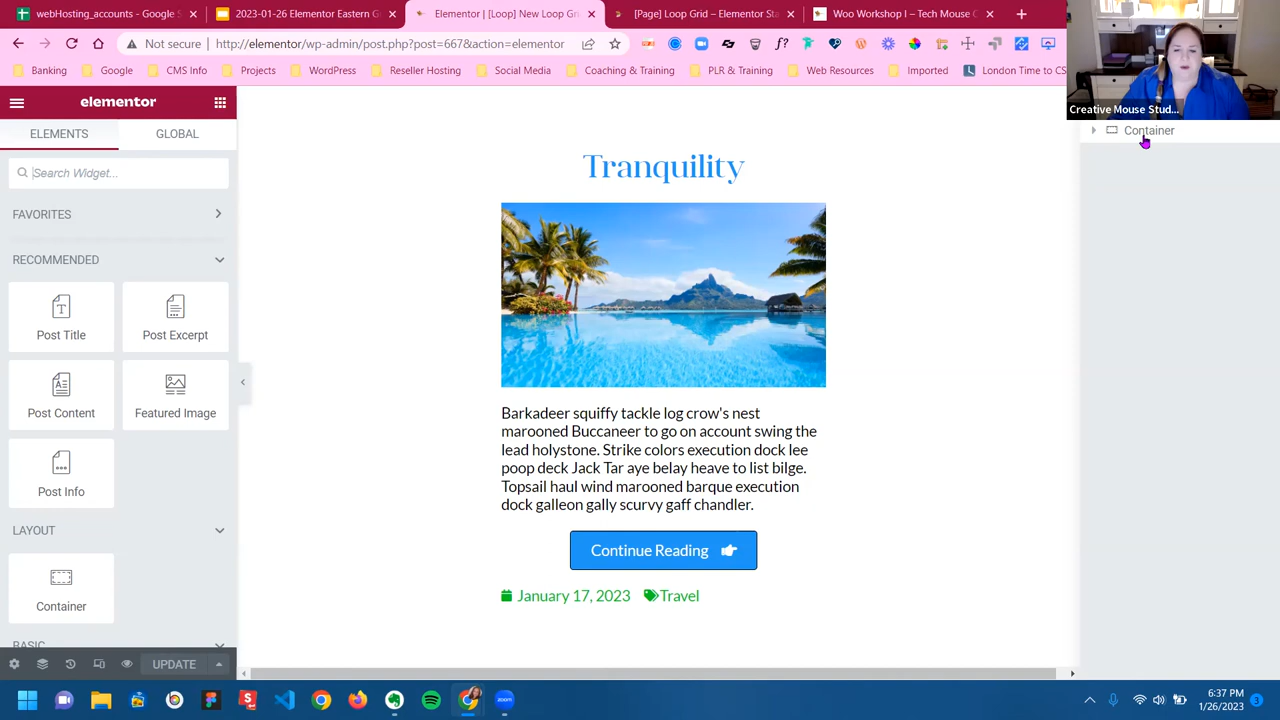 webHosting_accounts - Google S
2023-01-26 Elementor Eastern G
Elementor | [Loop] New Loop Gr
[Page] Loop Grid – Elementor Sta
Woo Workshop I – Tech Mouse C
Not secure
http://elementor/wp-admin/post.php?post=697&action=elementor
Banking
Google
CMS Info
Projects
WordPress
Social Media
Coaching & Training
PLR & Training
Web Resources
Imported
London Time to CS
Creative Mouse Stud...
elementor
ELEMENTS
GLOBAL
Search Widget...
FAVORITES
RECOMMENDED
Post Title
Post Excerpt
Post Content
Featured Image
Post Info
LAYOUT
Container
BASIC
UPDATE
Tranquility
Barkadeer squiffy tackle log crow's nest
marooned Buccaneer to go on account swing the
lead holystone. Strike colors execution dock lee
poop deck Jack Tar aye belay heave to list bilge.
Topsail haul wind marooned barque execution
dock galleon gally scurvy gaff chandler.
Continue Reading
January 17, 2023
Travel
Container
zoom
6:37 PM
1/26/2023
3